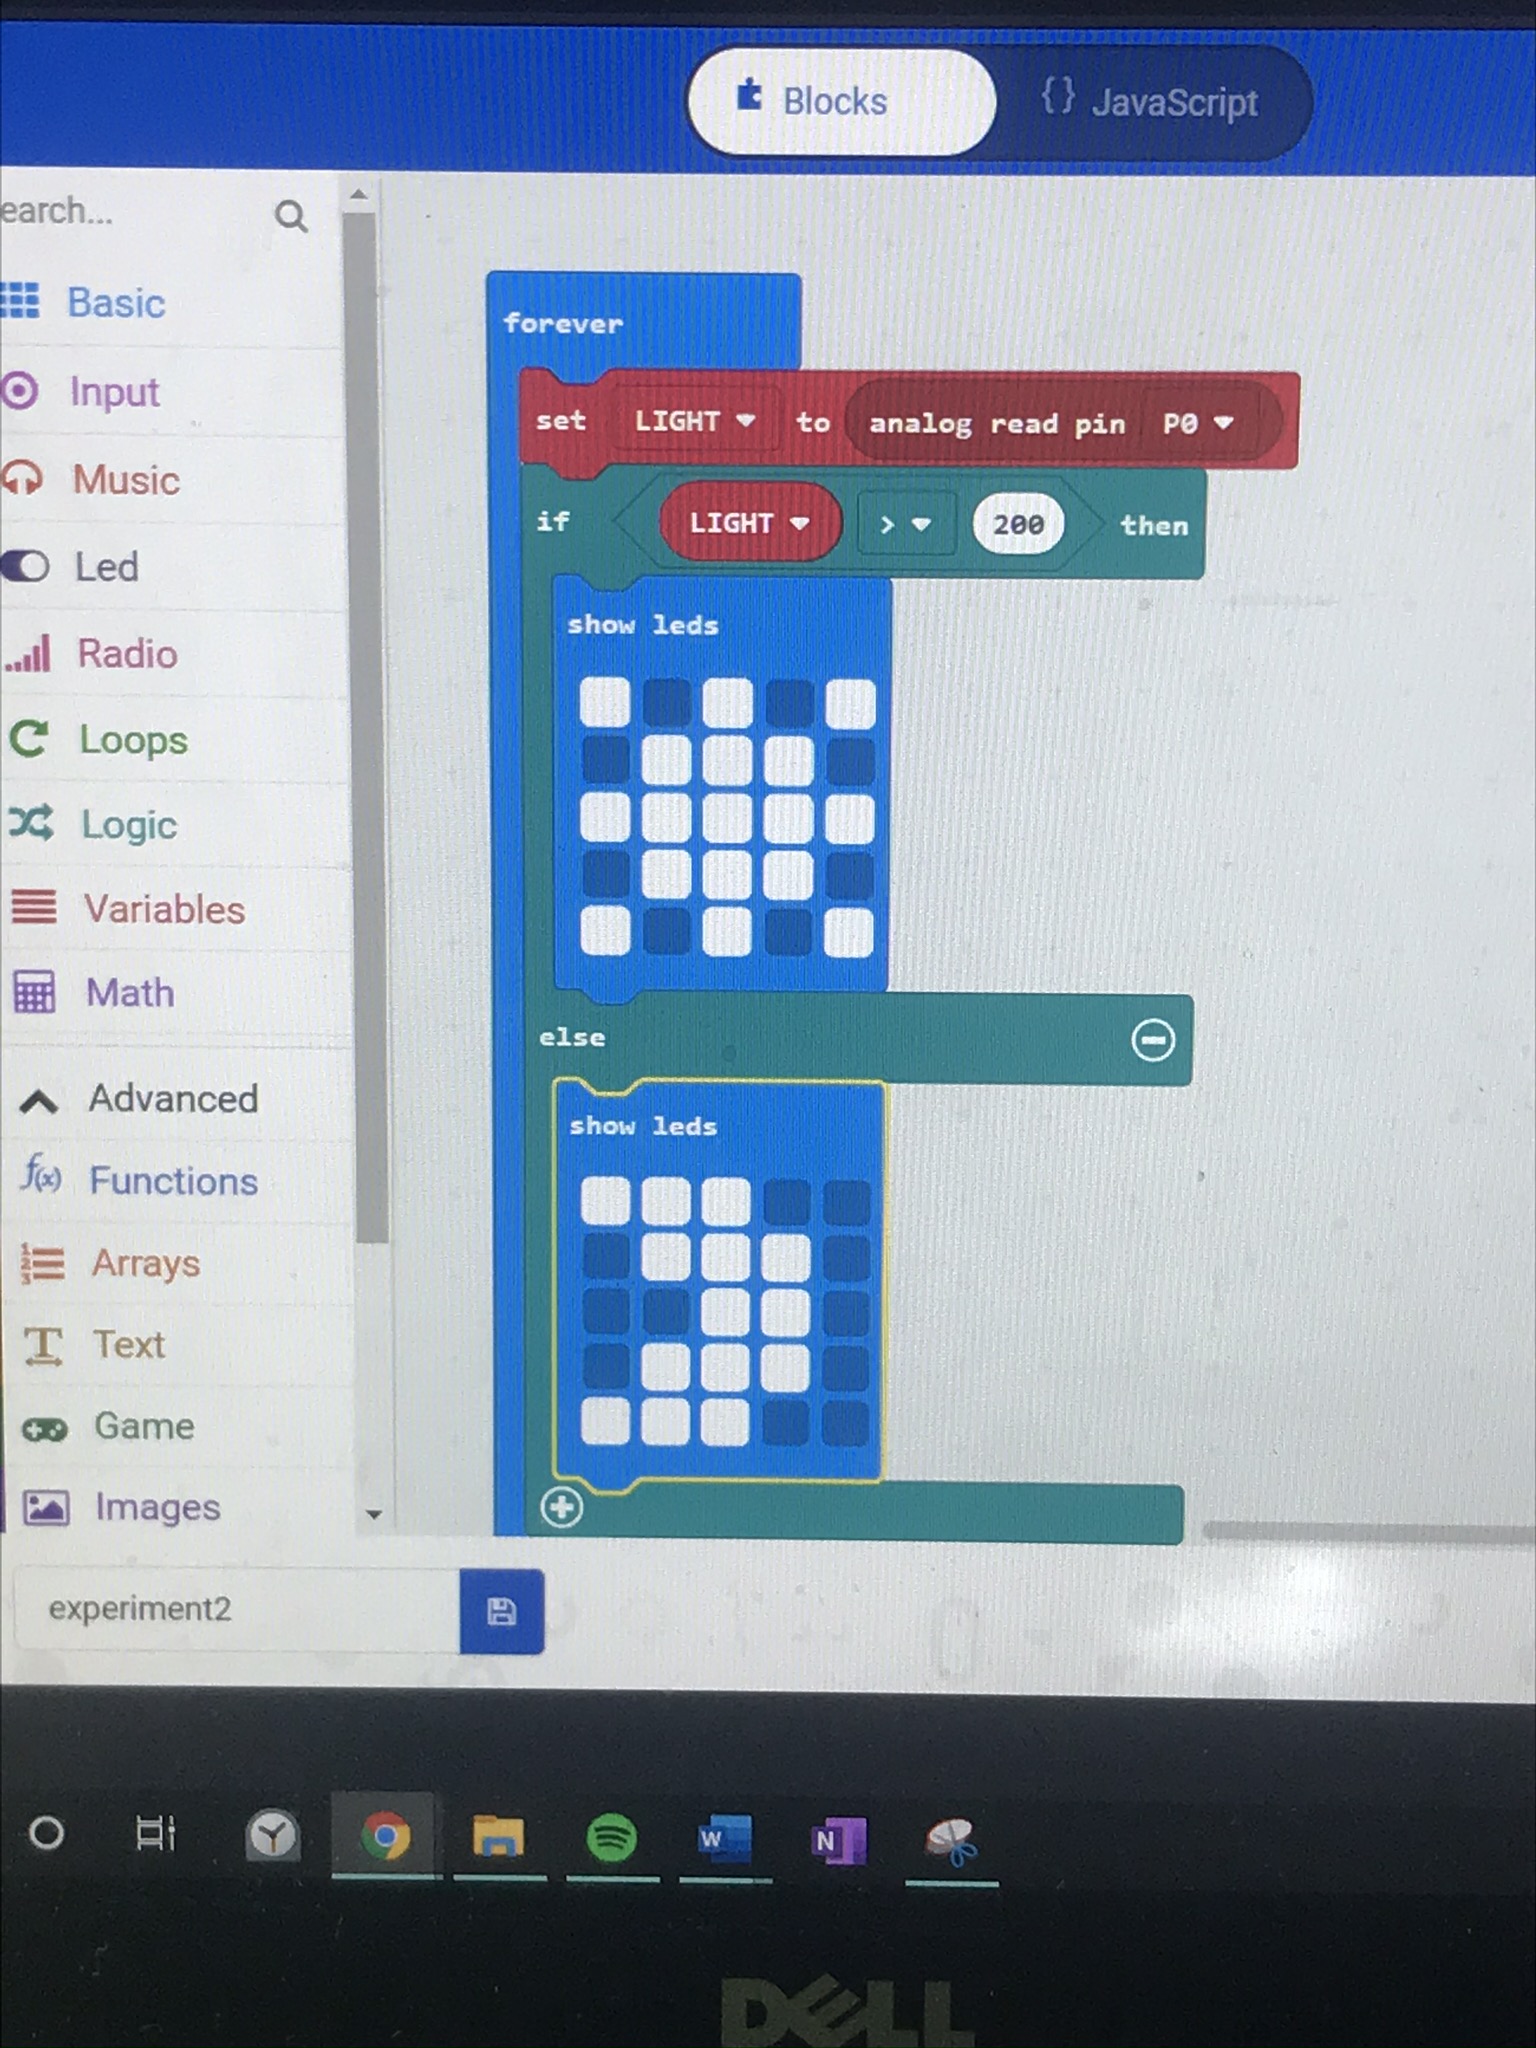 Blocks
{} JavaScript
earch...
Basic
Input
Music
Led
Radio
Loops
Logic
Variables
Math
Advanced
f(x) Functions
Arrays
Text
Game
Images
forever
set LIGHT to analog read pin P0
if LIGHT > 200 then
show leds
else
show leds
experiment2
W
N
DELL